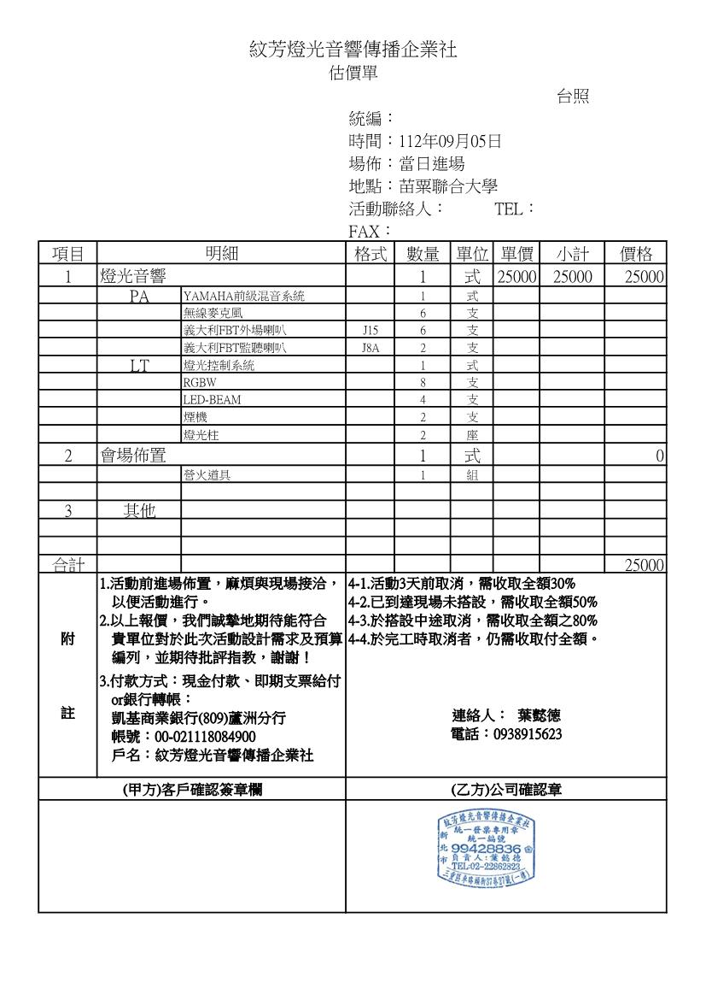 紋芳燈光音響傳播企業社
估價單
台照
統編：
時間：112年09月05日
場佈：當日進場
地點：苗栗聯合大學
活動聯絡人： TEL：
FAX：
項目 明細 格式 數量 單位 單價 小計 價格
1 燈光音響 1 式 25000 25000 25000
PA YAMAHA前級混音系統 1 式
無線麥克風 6 支
義大利FBT外場喇叭 J15 6 支
義大利FBT監聽喇叭 J8A 2 支
LT 燈光控制系統 1 式
RGBW 8 支
LED-BEAM 4 支
煙機 2 支
燈光柱 2 座
2 會場佈置 1 式 0
營火道具 1 組
3 其他
合計 25000
附註
1.活動前進場佈置，麻煩與現場接洽，
以便活動進行。
2.以上報價，我們誠摯地期待能符合
貴單位對於此次活動設計需求及預算
編列，並期待批評指教，謝謝！
3.付款方式：現金付款、即期支票給付
or銀行轉帳：
凱基商業銀行(809)蘆洲分行
帳號：00-021118084900
戶名：紋芳燈光音響傳播企業社
4-1.活動3天前取消，需收取全額30%
4-2.已到達現場未搭設，需收取全額50%
4-3.於搭設中途取消，需收取全額之80%
4-4.於完工時取消者，仍需收取付全額。
連絡人： 葉懿德
電話：0938915623
(甲方)客戶確認簽章欄 (乙方)公司確認章
紋芳燈光音響傳播企業社
統一發票專用章
統一編號
新北市
99428836
負責人：葉懿德
TEL:02-22862823
三重區車路頭街37巷27號(一樓)